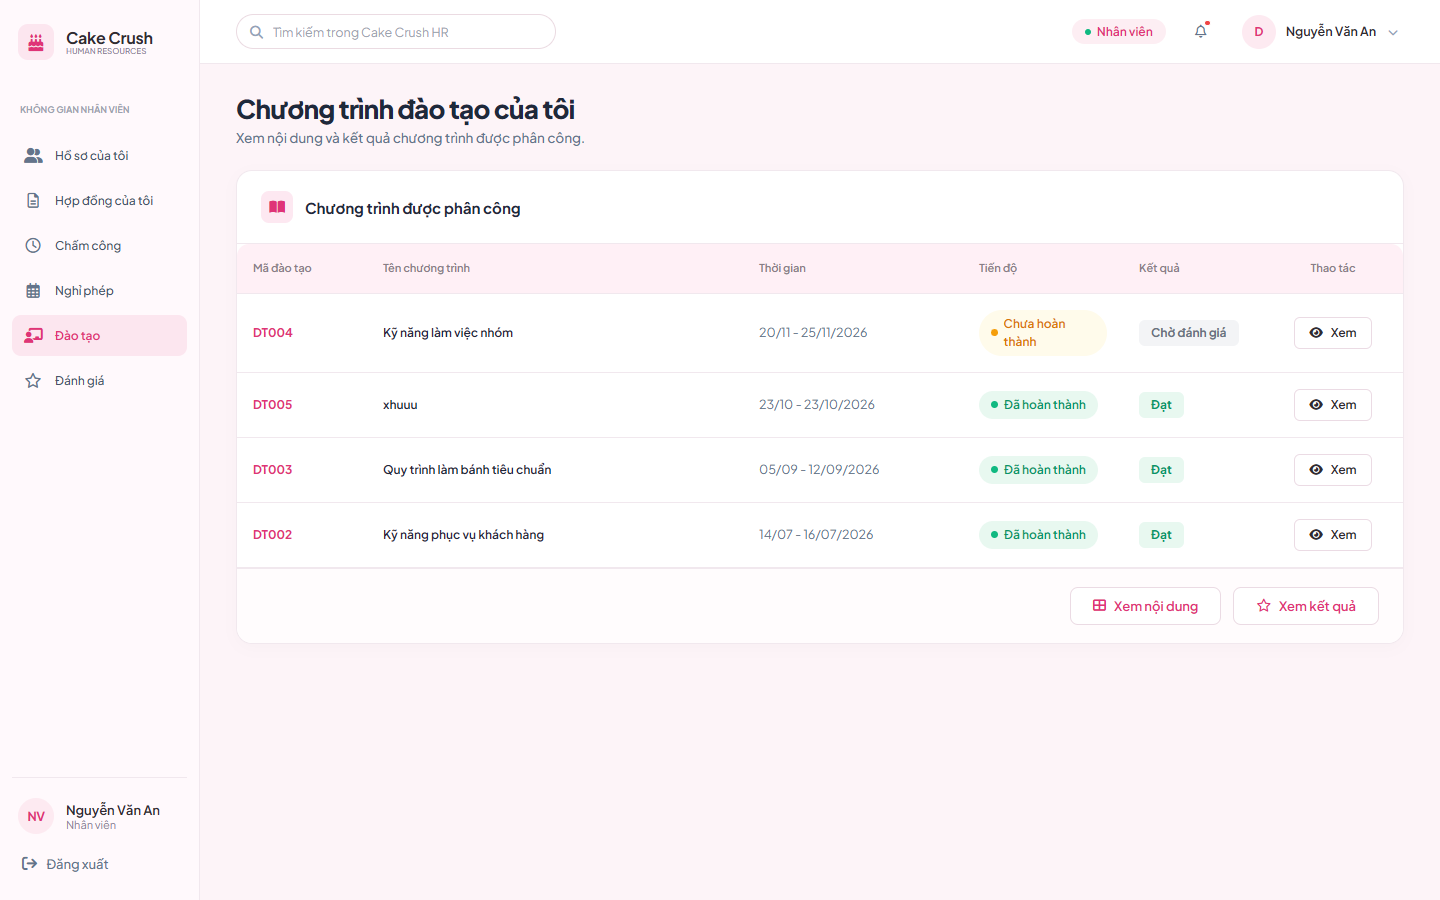 Cake Crush
HUMAN RESOURCES
KHÔNG GIAN NHÂN VIÊN
Hồ sơ của tôi
Hợp đồng của tôi
Chấm công
Nghỉ phép
Đào tạo
Đánh giá
NV
Nguyễn Văn An
Nhân viên
Đăng xuất
Tìm kiếm trong Cake Crush HR
Nhân viên
D
Nguyễn Văn An
Chương trình đào tạo của tôi
Xem nội dung và kết quả chương trình được phân công.
Chương trình được phân công
Mã đào tạo Tên chương trình Thời gian Tiến độ Kết quả Thao tác
DT004 Kỹ năng làm việc nhóm 20/11 - 25/11/2026 Chưa hoàn thành Chờ đánh giá Xem
DT005 xhuuu 23/10 - 23/10/2026 Đã hoàn thành Đạt Xem
DT003 Quy trình làm bánh tiêu chuẩn 05/09 - 12/09/2026 Đã hoàn thành Đạt Xem
DT002 Kỹ năng phục vụ khách hàng 14/07 - 16/07/2026 Đã hoàn thành Đạt Xem
Xem nội dung Xem kết quả